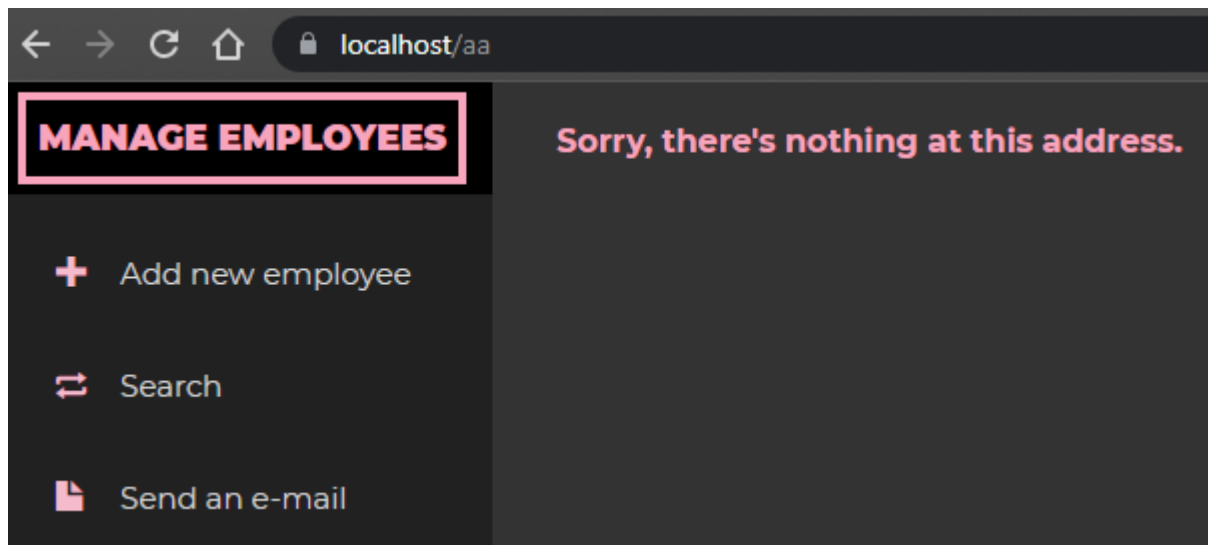 localhost/aa
MANAGE EMPLOYEES
Sorry, there's nothing at this address.
Add new employee
Search
Send an e-mail